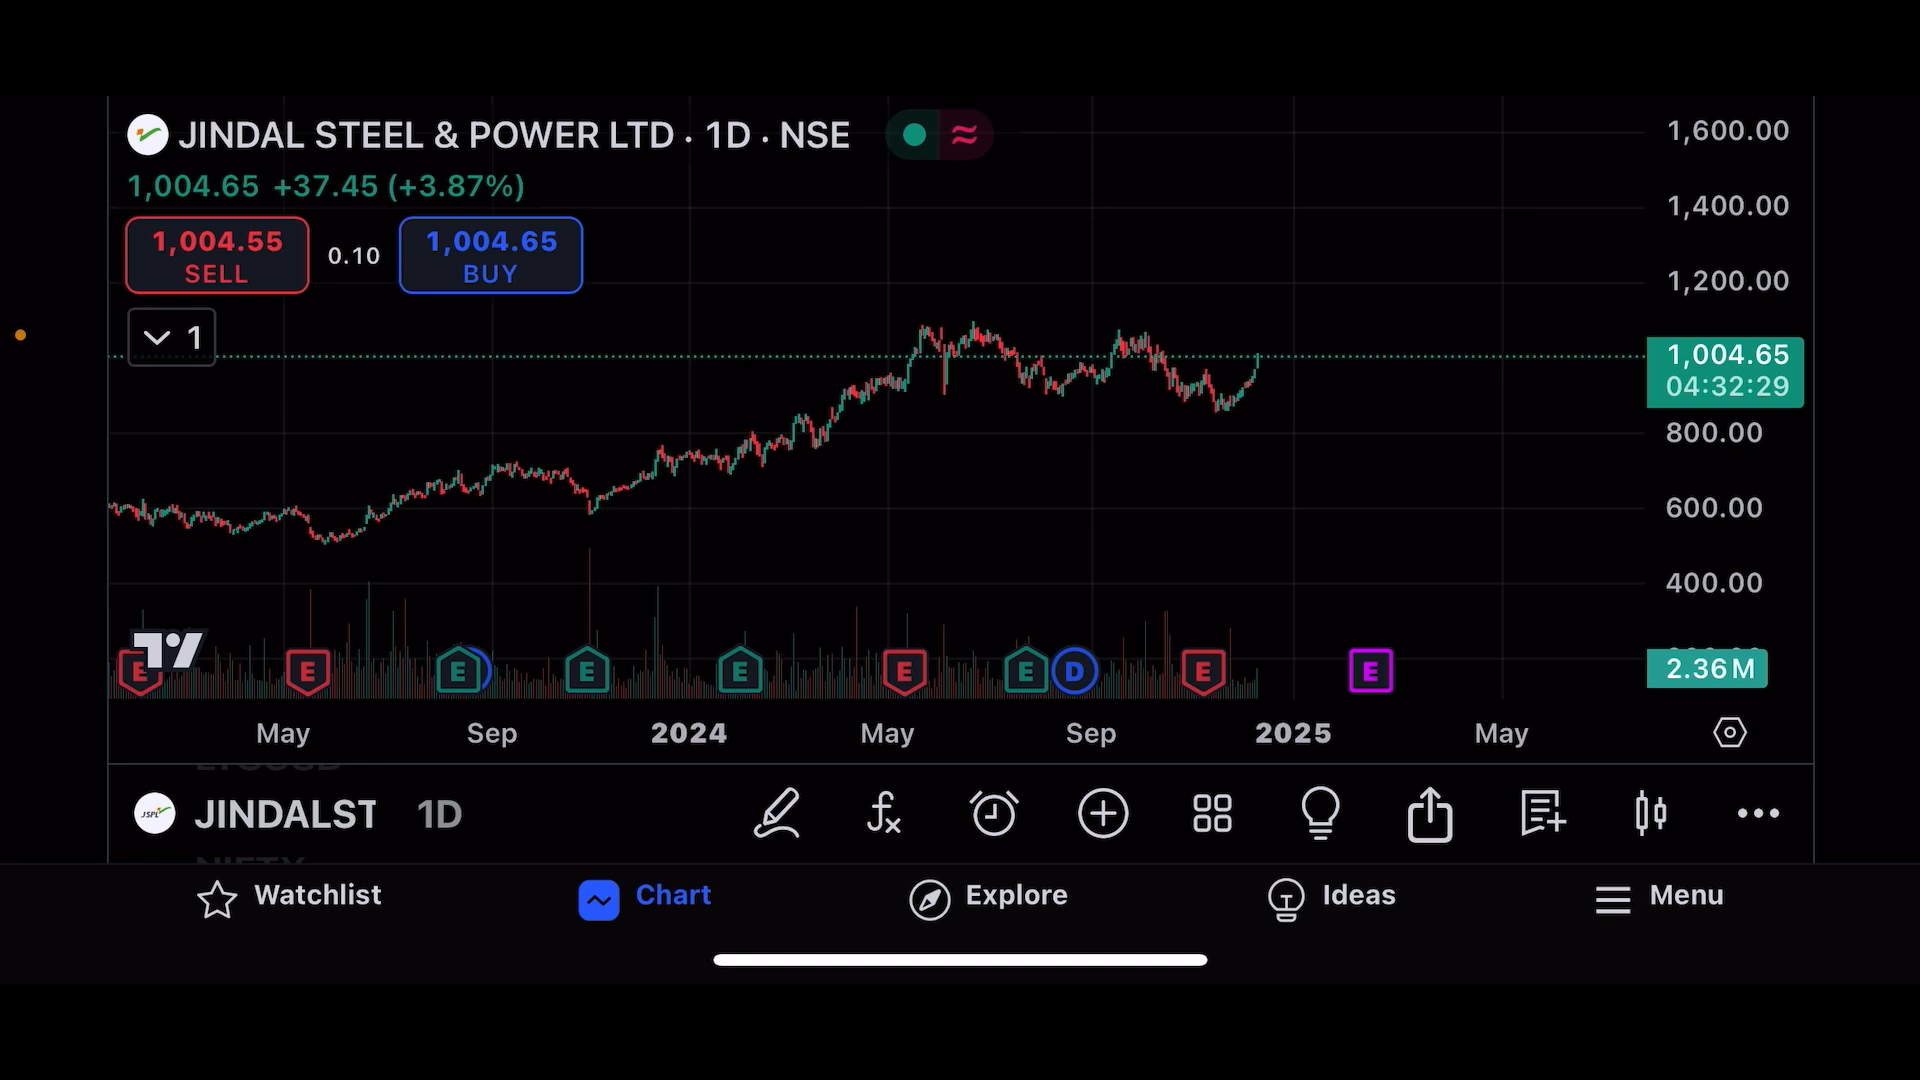 JINDAL STEEL & POWER LTD · 1D · NSE
1,004.65 +37.45 (+3.87%)
1,004.55
SELL
0.10
1,004.65
BUY
1
1,600.00
1,400.00
1,200.00
1,004.65
04:32:29
800.00
600.00
400.00
2.36 M
E E E E E E E D E E
May Sep 2024 May Sep 2025 May
JSPL
JINDALST 1D
Watchlist Chart Explore Ideas Menu